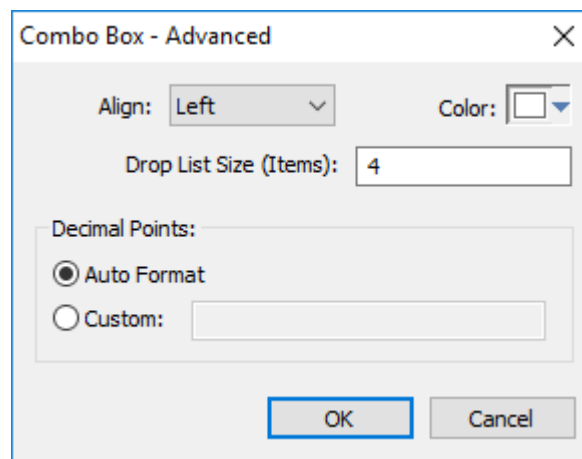 Combo Box - Advanced
Align: Left Color:
Drop List Size (Items): 4
Decimal Points:
Auto Format
Custom:
OK Cancel